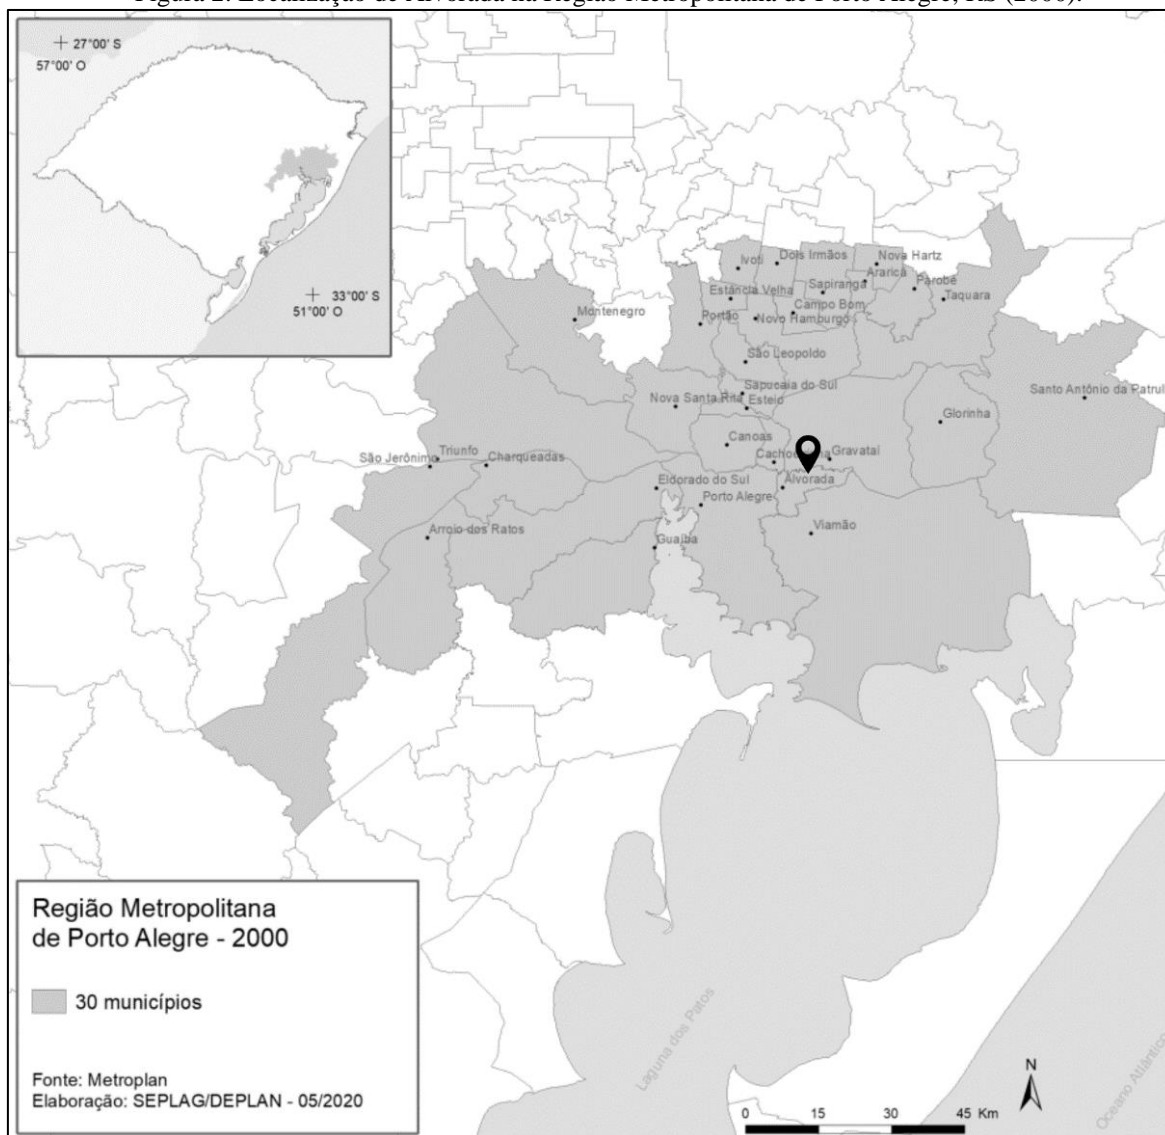 Figura 2: Localização de Alvorada na Região Metropolitana de Porto Alegre, RS (2000).
27°00' S
57°00' O
33°00' S
51°00' O
Ivoti
Dois Irmãos
Nova Hartz
Araricá
Parobé
Taquara
Estância Velha
Sapiranga
Campo Bom
Montenegro
Portão
Novo Hamburgo
São Leopoldo
Sapucaia do Sul
Nova Santa Rita
Esteio
Santo Antônio da Patrul
Glorinha
Canoas
Gravataí
São Jerônimo
Triunfo
Charqueadas
Eldorado do Sul
Alvorada
Porto Alegre
Arroio dos Ratos
Viamão
Guaíba
Região Metropolitana
de Porto Alegre - 2000
30 municípios
Fonte: Metroplan
Elaboração: SEPLAG/DEPLAN - 05/2020
Laguna dos Patos
Oceano Atlântico
N
0 15 30 45 Km